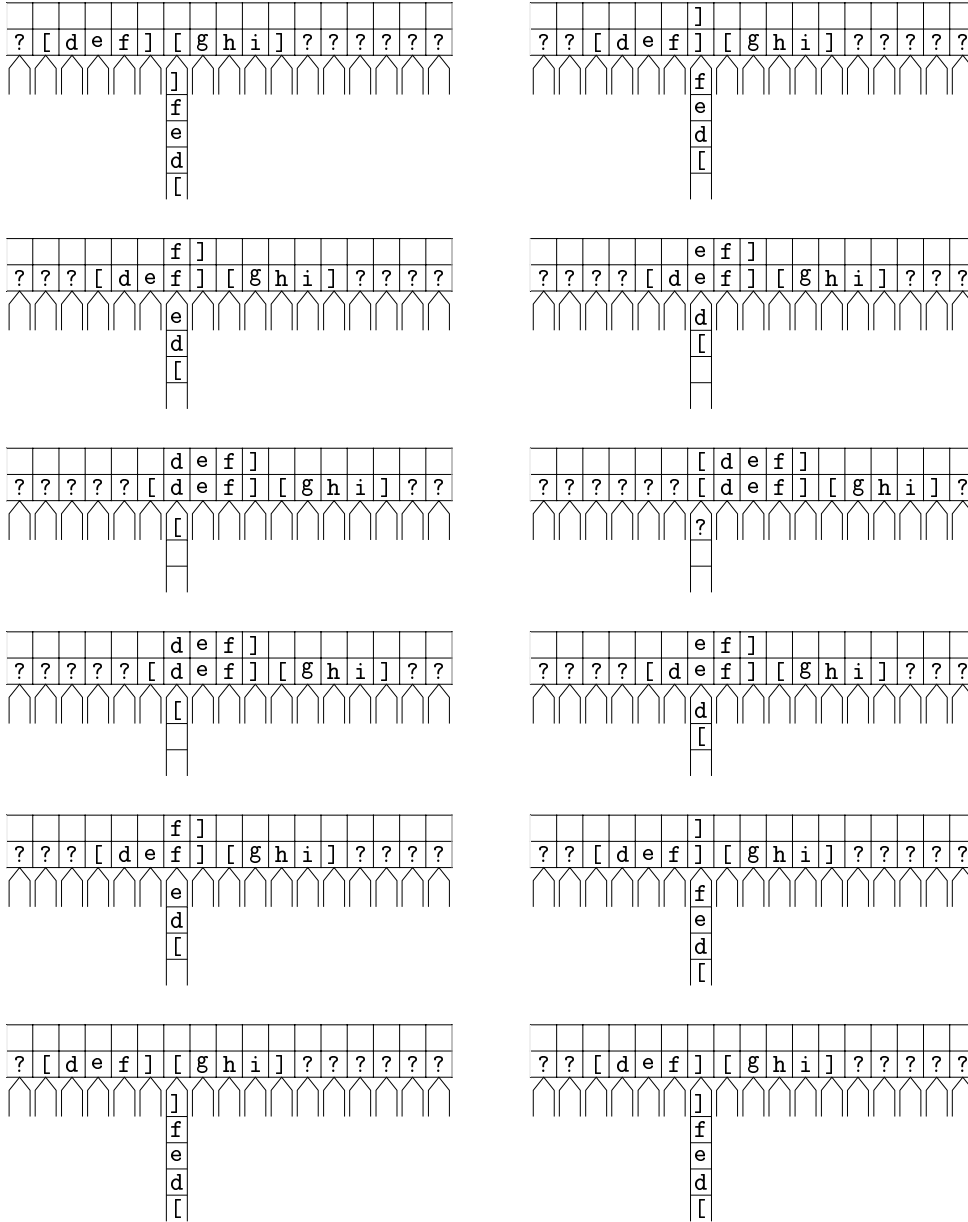 ? [ d e f ] [ g h i ] ? ? ? ? ? ?
]
f
e
d
[
]
? ? [ d e f ] [ g h i ] ? ? ? ? ?
f
e
d
[
f ]
? ? ? [ d e f ] [ g h i ] ? ? ? ?
e
d
[
e f ]
? ? ? ? [ d e f ] [ g h i ] ? ? ?
d
[
d e f ]
? ? ? ? ? [ d e f ] [ g h i ] ? ?
[
[ d e f ]
? ? ? ? ? ? [ d e f ] [ g h i ] ?
?
d e f ]
? ? ? ? ? [ d e f ] [ g h i ] ? ?
[
e f ]
? ? ? ? [ d e f ] [ g h i ] ? ? ?
d
[
f ]
? ? ? [ d e f ] [ g h i ] ? ? ? ?
e
d
[
]
? ? [ d e f ] [ g h i ] ? ? ? ? ?
f
e
d
[
? [ d e f ] [ g h i ] ? ? ? ? ? ?
]
f
e
d
[
? ? [ d e f ] [ g h i ] ? ? ? ? ?
]
f
e
d
[